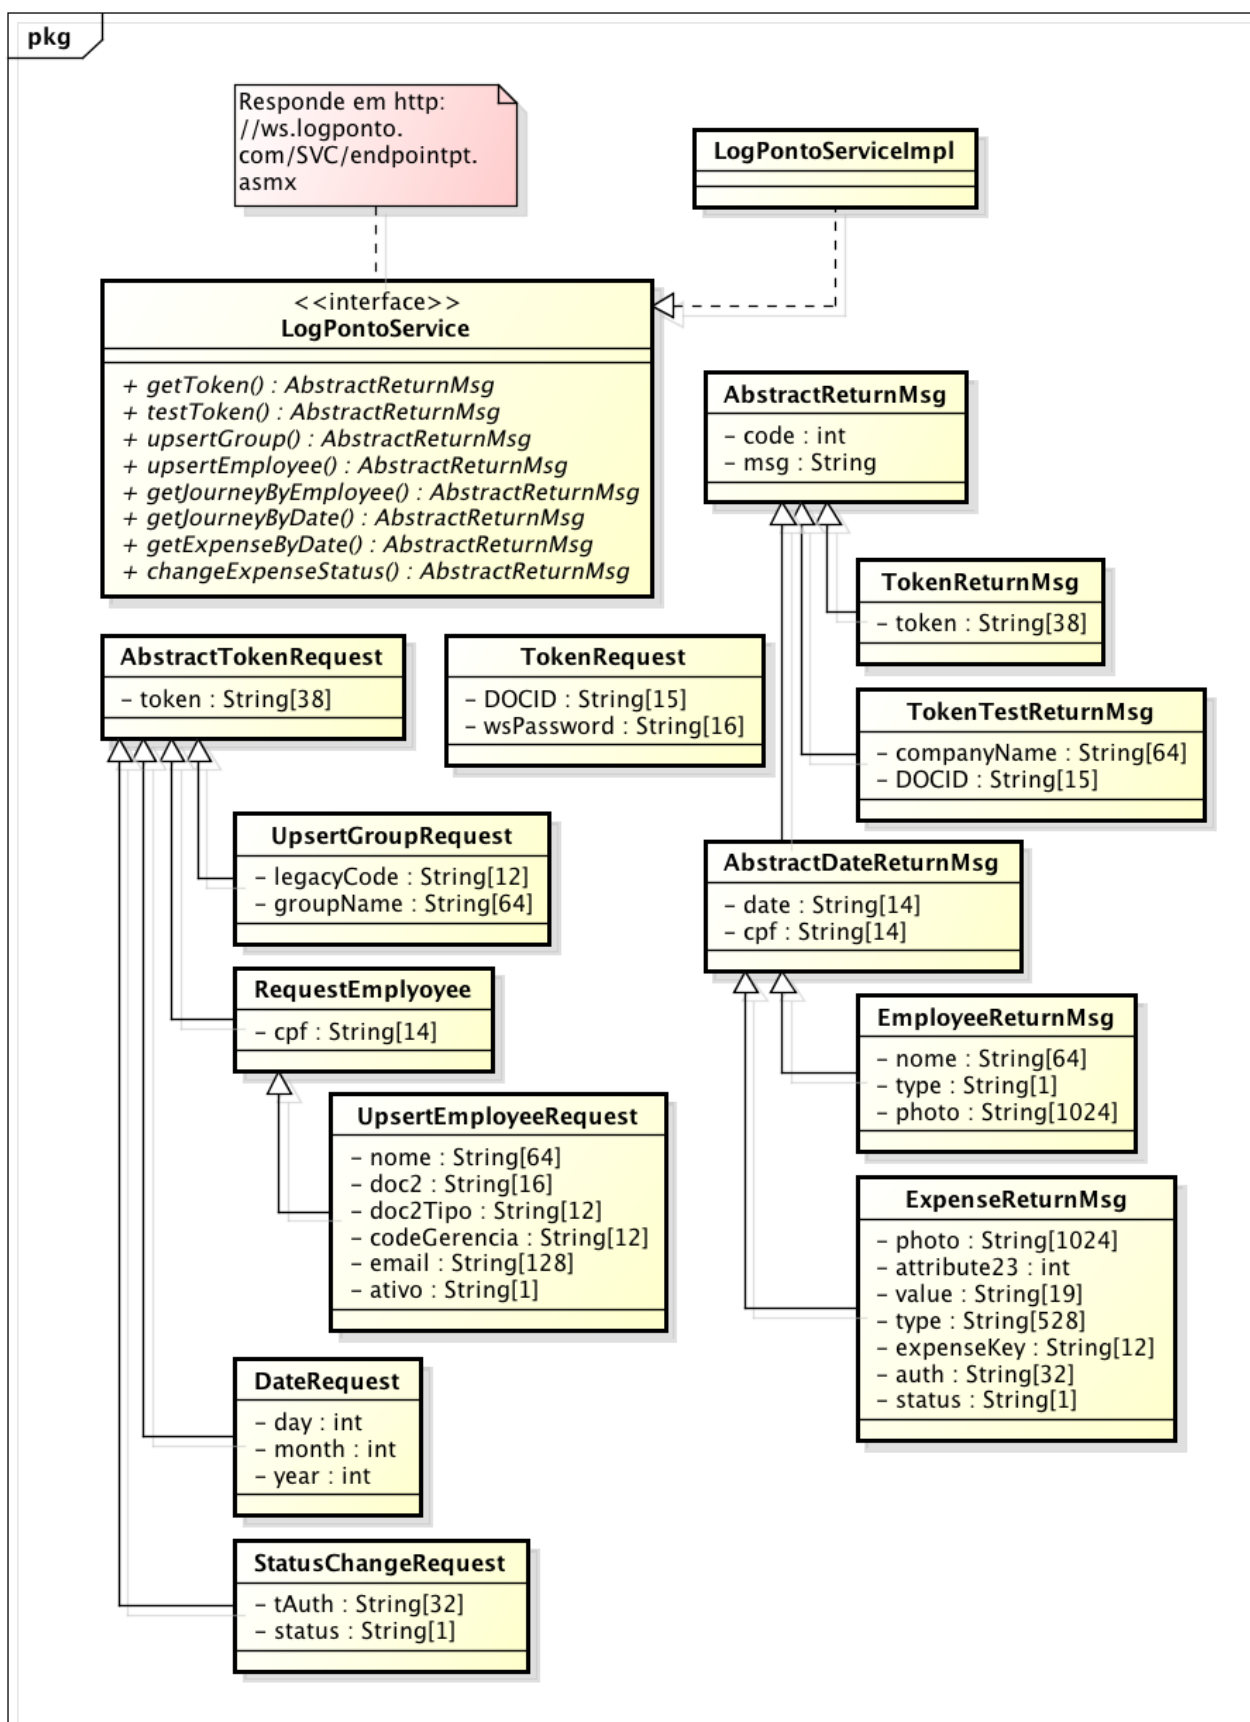 pkg
Responde em http:
//ws.logponto.
com/SVC/endpointpt.
asmx
LogPontoServiceImpl
<<interface>>
LogPontoService
+ getToken() : AbstractReturnMsg
+ testToken() : AbstractReturnMsg
+ upsertGroup() : AbstractReturnMsg
+ upsertEmployee() : AbstractReturnMsg
+ getJourneyByEmployee() : AbstractReturnMsg
+ getJourneyByDate() : AbstractReturnMsg
+ getExpenseByDate() : AbstractReturnMsg
+ changeExpenseStatus() : AbstractReturnMsg
AbstractReturnMsg
- code : int
- msg : String
TokenReturnMsg
- token : String[38]
AbstractTokenRequest
- token : String[38]
TokenRequest
- DOCID : String[15]
- wsPassword : String[16]
TokenTestReturnMsg
- companyName : String[64]
- DOCID : String[15]
UpsertGroupRequest
- legacyCode : String[12]
- groupName : String[64]
AbstractDateReturnMsg
- date : String[14]
- cpf : String[14]
RequestEmplyoyee
- cpf : String[14]
EmployeeReturnMsg
- nome : String[64]
- type : String[1]
- photo : String[1024]
UpsertEmployeeRequest
- nome : String[64]
- doc2 : String[16]
- doc2Tipo : String[12]
- codeGerencia : String[12]
- email : String[128]
- ativo : String[1]
ExpenseReturnMsg
- photo : String[1024]
- attribute23 : int
- value : String[19]
- type : String[528]
- expenseKey : String[12]
- auth : String[32]
- status : String[1]
DateRequest
- day : int
- month : int
- year : int
StatusChangeRequest
- tAuth : String[32]
- status : String[1]